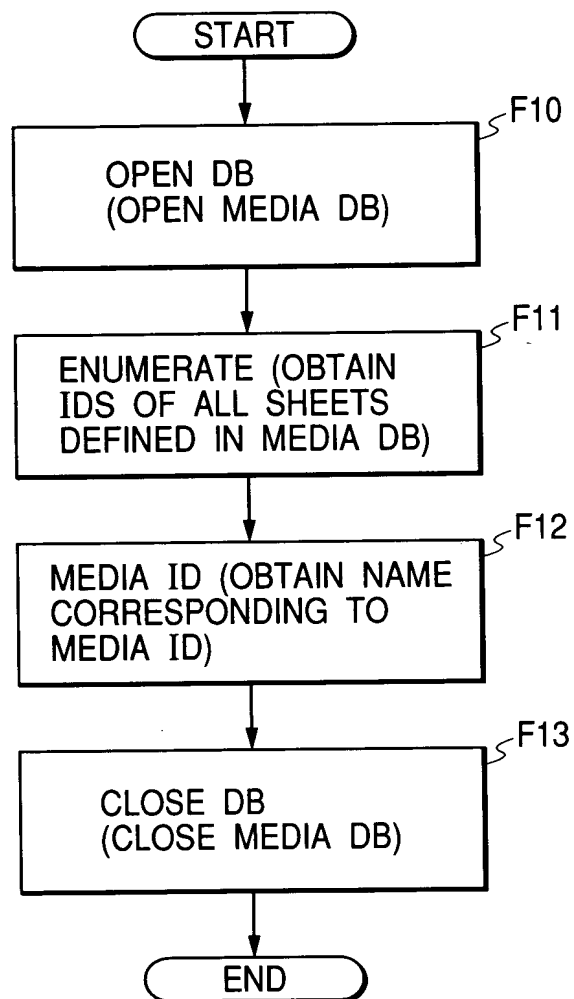 START
F10
OPEN DB
(OPEN MEDIA DB)
F11
ENUMERATE (OBTAIN
IDS OF ALL SHEETS
DEFINED IN MEDIA DB)
F12
MEDIA ID (OBTAIN NAME
CORRESPONDING TO
MEDIA ID)
F13
CLOSE DB
(CLOSE MEDIA DB)
END